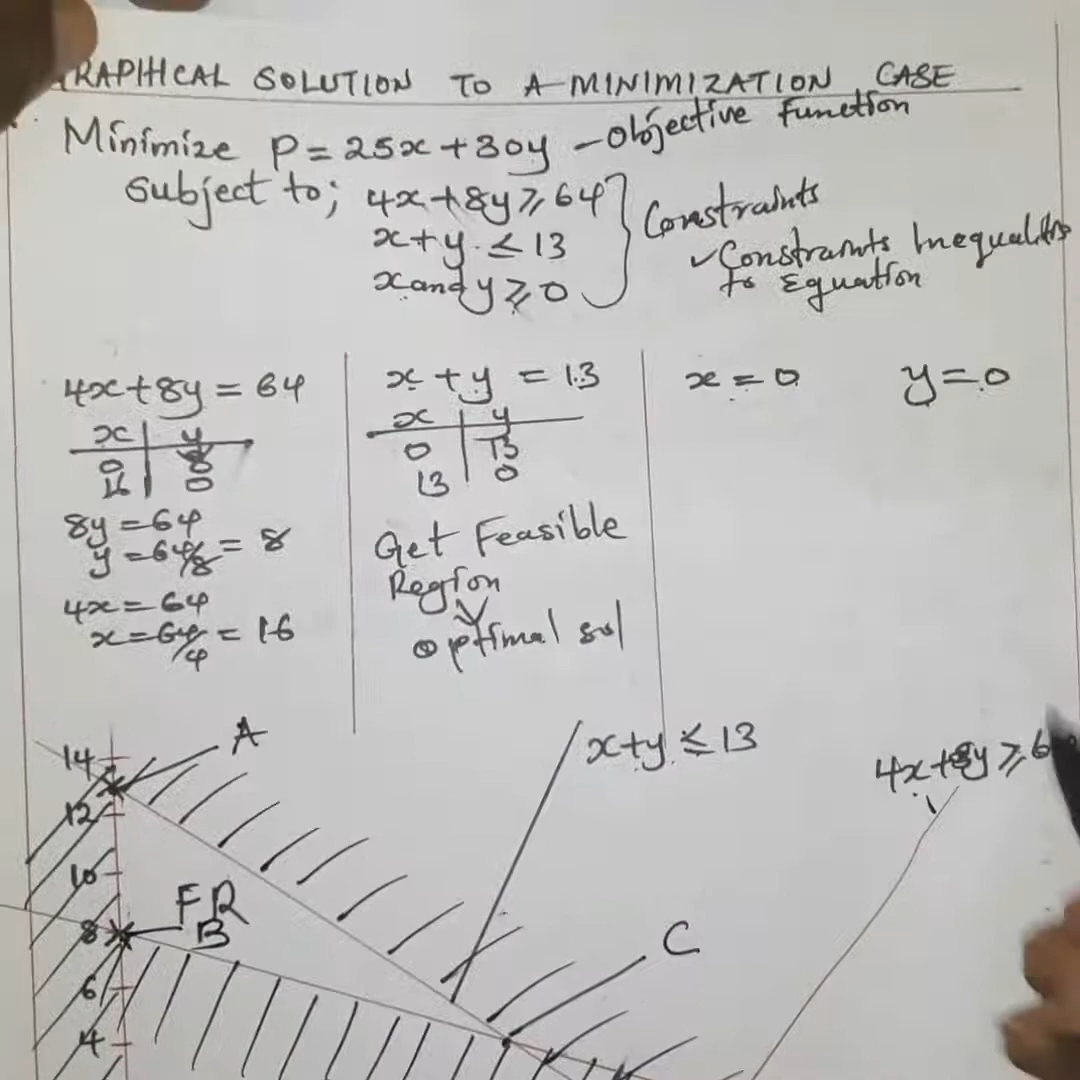 RAPHICAL SOLUTION TO A MINIMIZATION CASE
Minimize P = 25x + 30y - Objective Function
Subject to; 4x + 8y ≥ 64
x + y ≤ 13
x and y ≥ 0
Constraints
✓ Constraints Inequalities
to Equation
4x + 8y = 64
x | y
0 | 8
16 | 0
8y = 64
y = 64/8 = 8
4x = 64
x = 64/4 = 16
x + y = 13
x | y
0 | 13
13 | 0
Get Feasible
Region
optimal sol
x = 0
y = 0
14
12
10
8
6
4
A
FR
B
C
x + y ≤ 13
4x + 8y ≥ 6